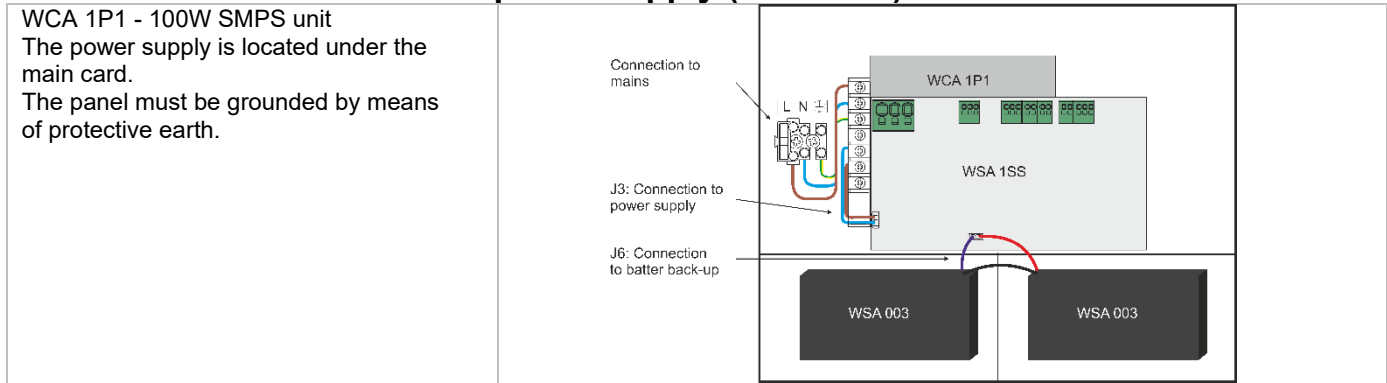 WCA 1P1 - 100W SMPS unit
The power supply is located under the
main card.
The panel must be grounded by means
of protective earth.
Connection to
mains
L N
WCA 1P1
WSA 1SS
J3: Connection to
power supply
J6: Connection
to batter back-up
WSA 003
WSA 003